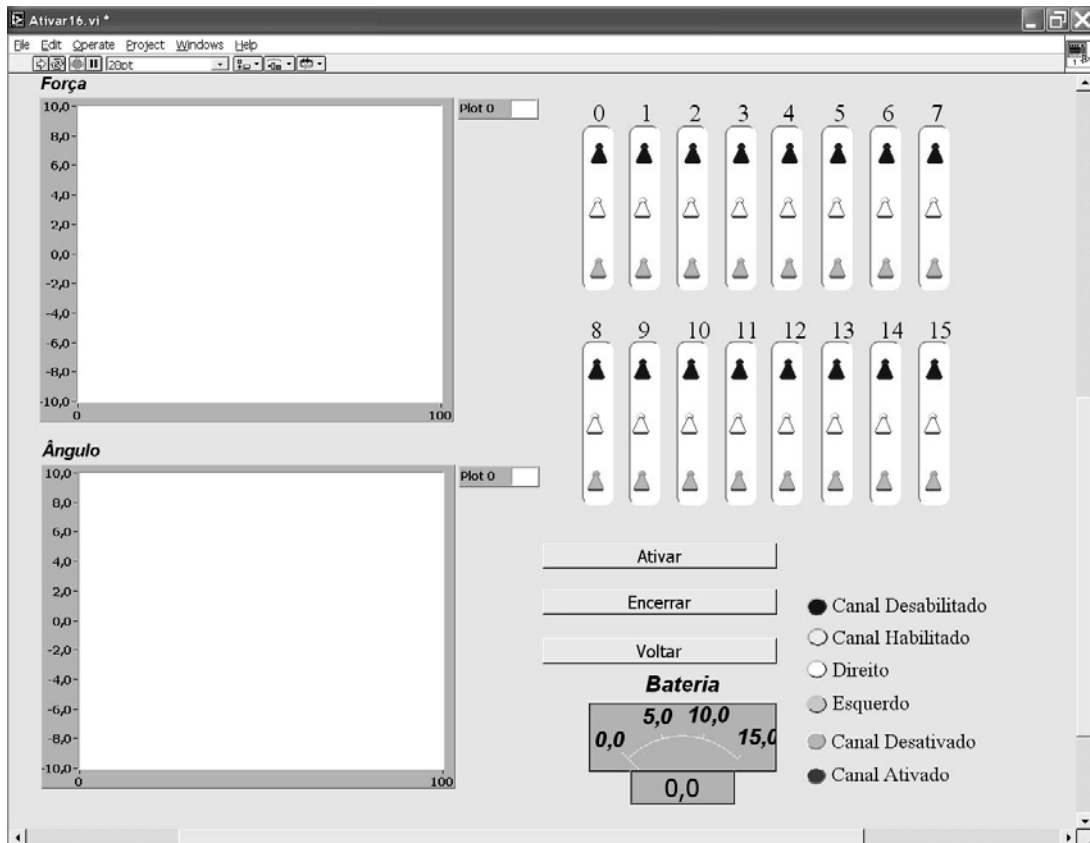 Ativar16.vi *
File Edit Operate Project Windows Help
28pt
1
Força
Plot 0
10,0
8,0
6,0
4,0
2,0
0,0
-2,0
-4,0
-6,0
-8,0
-10,0
0 100
0 1 2 3 4 5 6 7
8 9 10 11 12 13 14 15
Ângulo
Plot 0
10,0
8,0
6,0
4,0
2,0
0,0
-2,0
-4,0
-6,0
-8,0
-10,0
0 100
Ativar
Encerrar
Voltar
Bateria
0,0 5,0 10,0 15,0
0,0
Canal Desabilitado
Canal Habilitado
Direito
Esquerdo
Canal Desativado
Canal Ativado